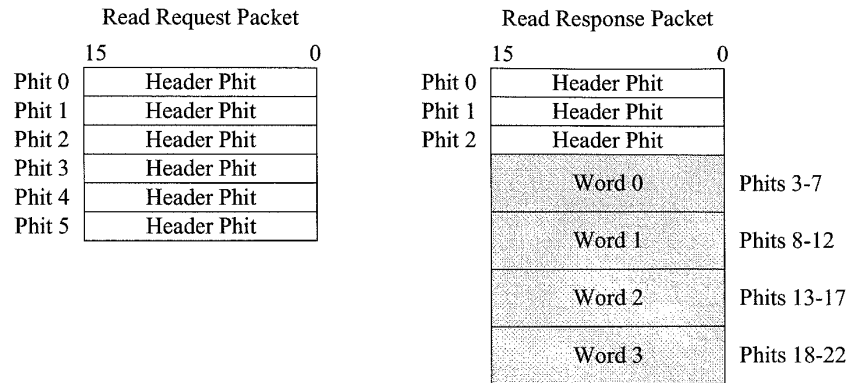 Read Request Packet
15 0
Phit 0 Header Phit
Phit 1 Header Phit
Phit 2 Header Phit
Phit 3 Header Phit
Phit 4 Header Phit
Phit 5 Header Phit
Read Response Packet
15 0
Phit 0 Header Phit
Phit 1 Header Phit
Phit 2 Header Phit
Word 0 Phits 3-7
Word 1 Phits 8-12
Word 2 Phits 13-17
Word 3 Phits 18-22